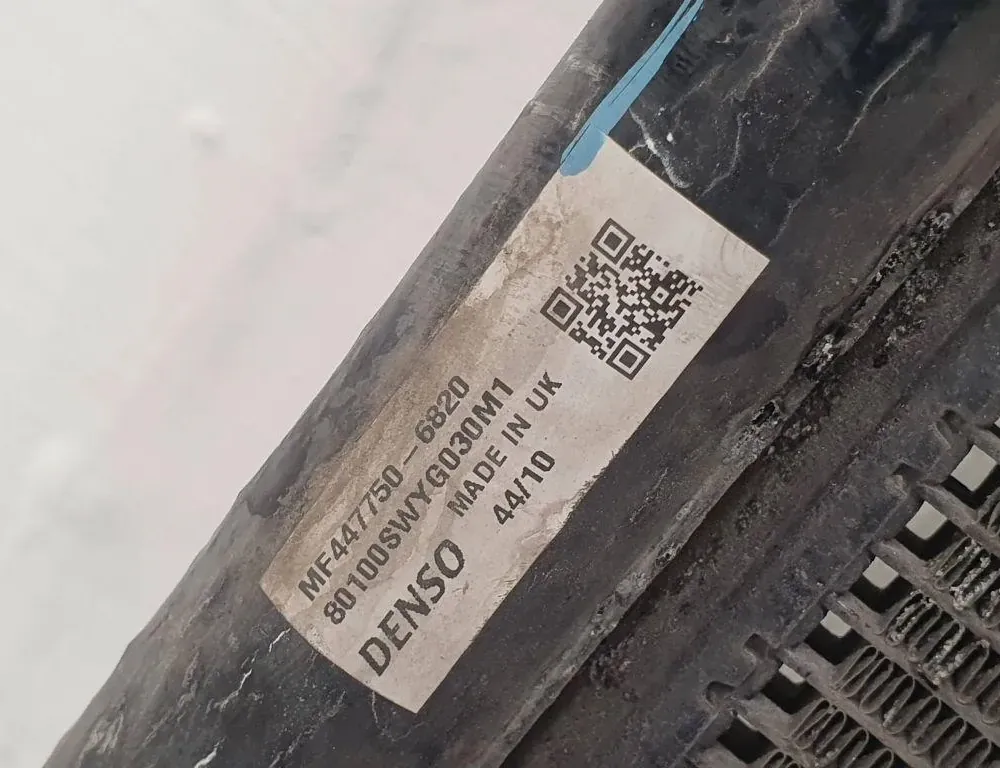 MF447750-6820
80100SWYG030M1
MADE IN UK
DENSO 44/10